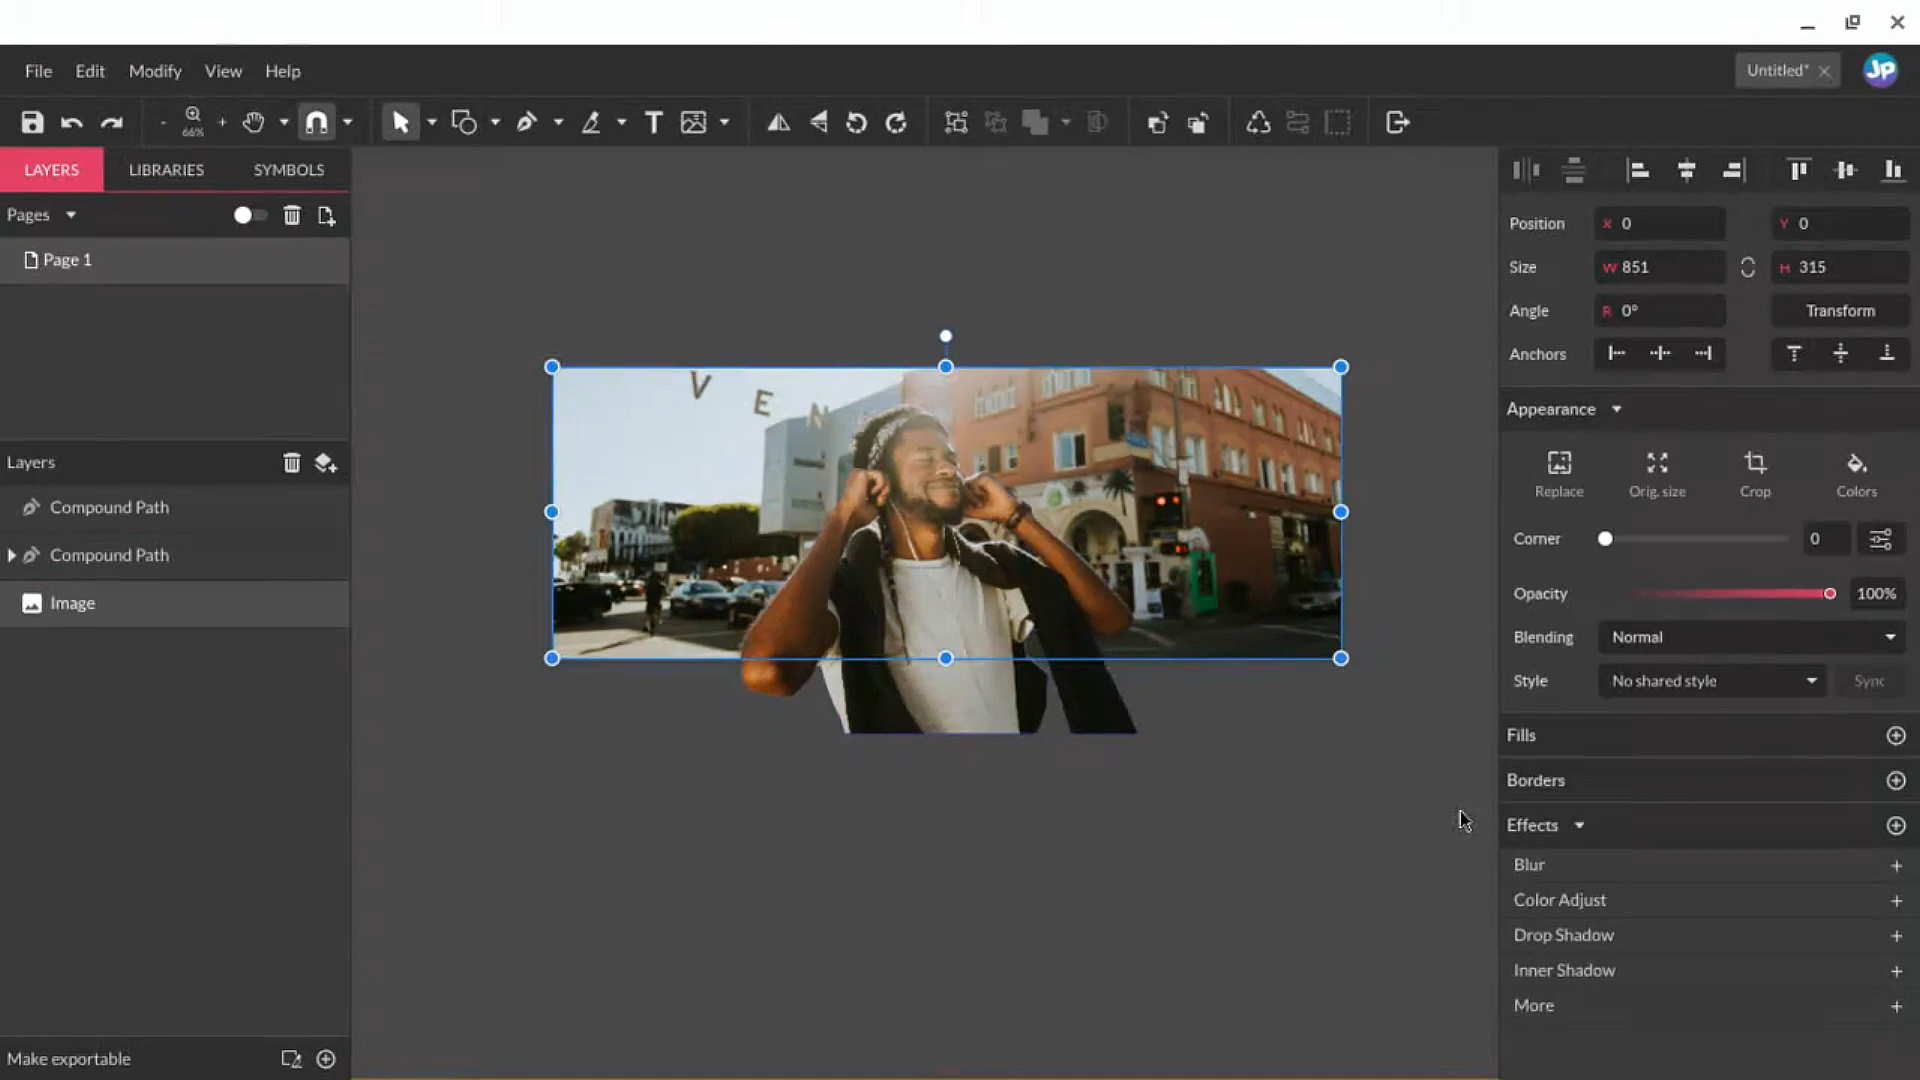 File Edit Modify View Help
Untitled* JP
- 66% + T
LAYERS LIBRARIES SYMBOLS
Pages
Page 1
Layers
Compound Path
Compound Path
Image
Make exportable
V E N
Position X 0 Y 0
Size W 851 H 315
Angle R 0° Transform
Anchors
Appearance
Replace Orig. size Crop Colors
Corner 0
Opacity 100%
Blending Normal
Style No shared style Sync
Fills
Borders
Effects
Blur +
Color Adjust +
Drop Shadow +
Inner Shadow +
More +